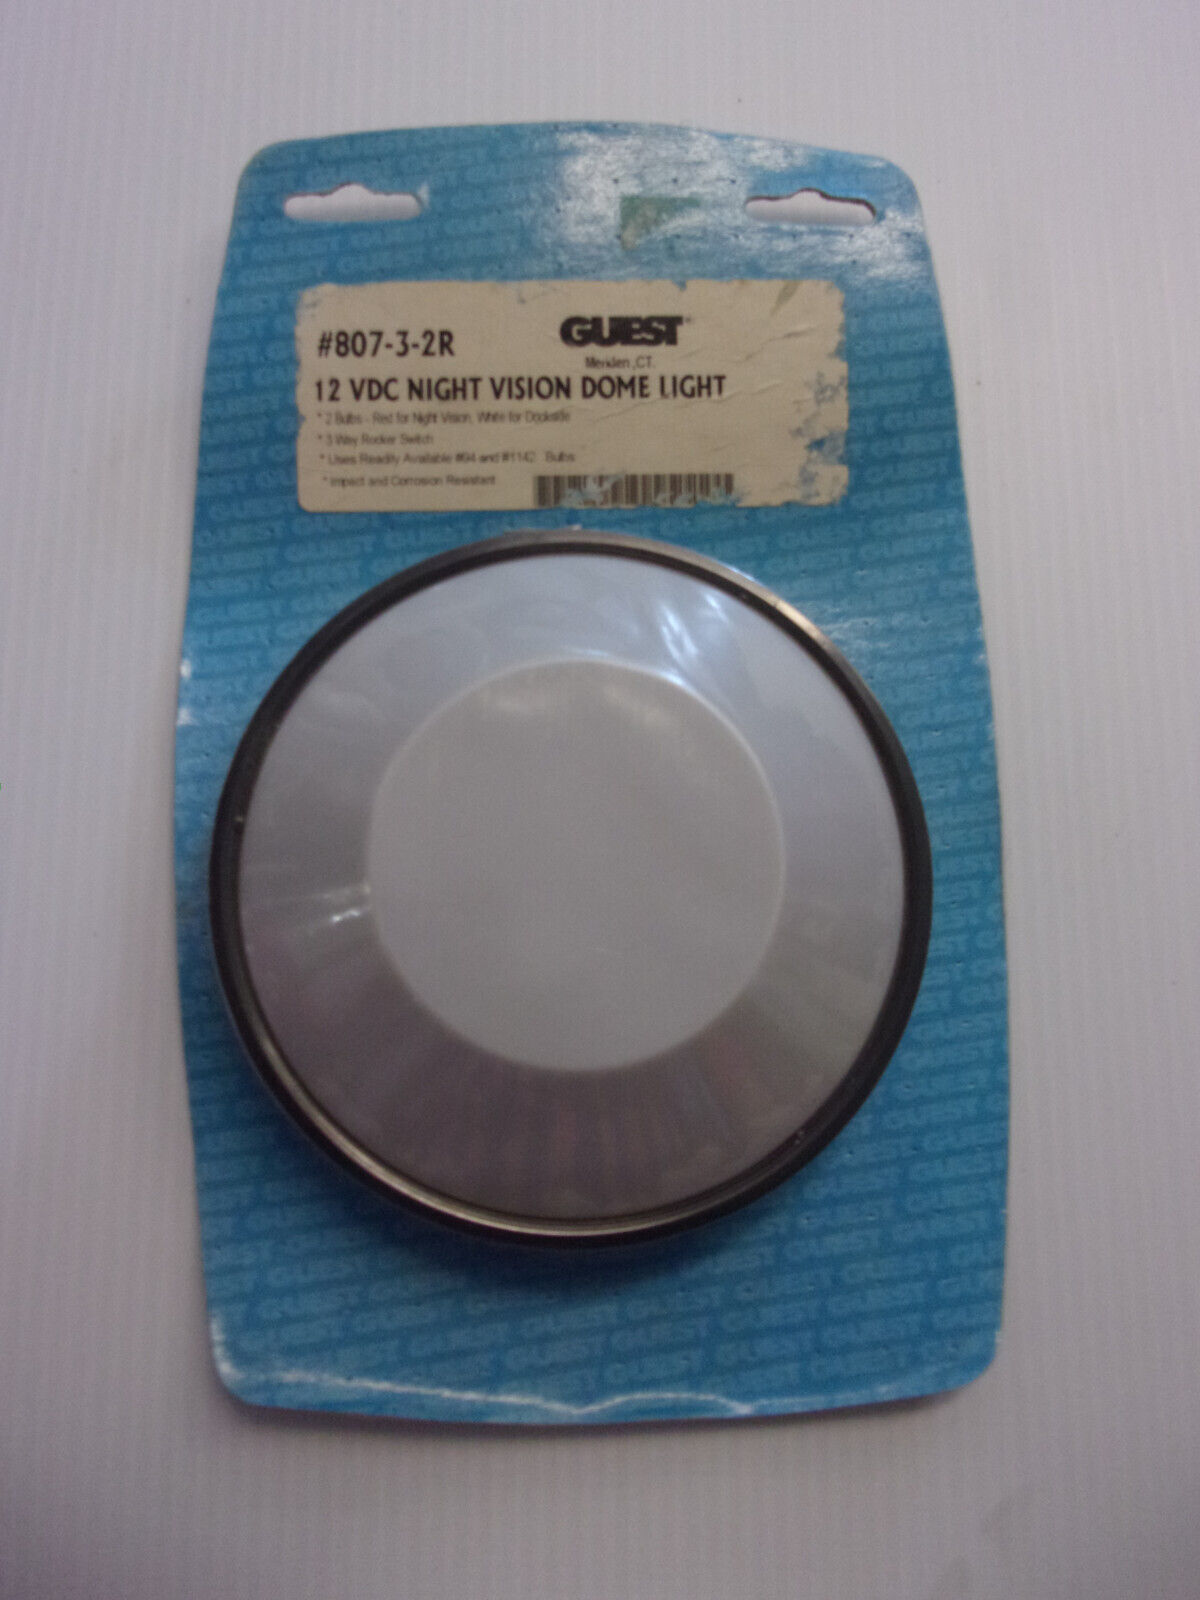 #807-3-2R
GUEST®
Meriden, CT.
12 VDC NIGHT VISION DOME LIGHT
* 2 Bulbs - Red for Night Vision, White for Dockside
* 3 Way Rocker Switch
* Uses Readily Available #94 and #1142 Bulbs
* Impact and Corrosion Resistant